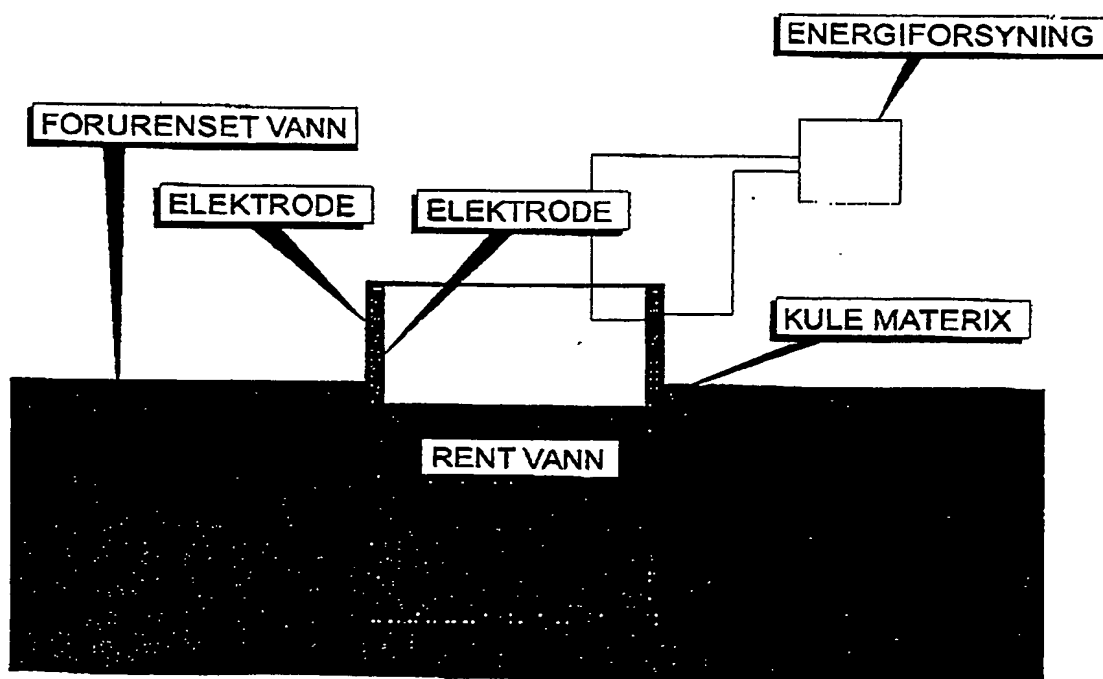 ENERGIFORSYNING
FORURENSET VANN
ELEKTRODE
ELEKTRODE
KULE MATERIX
RENT VANN